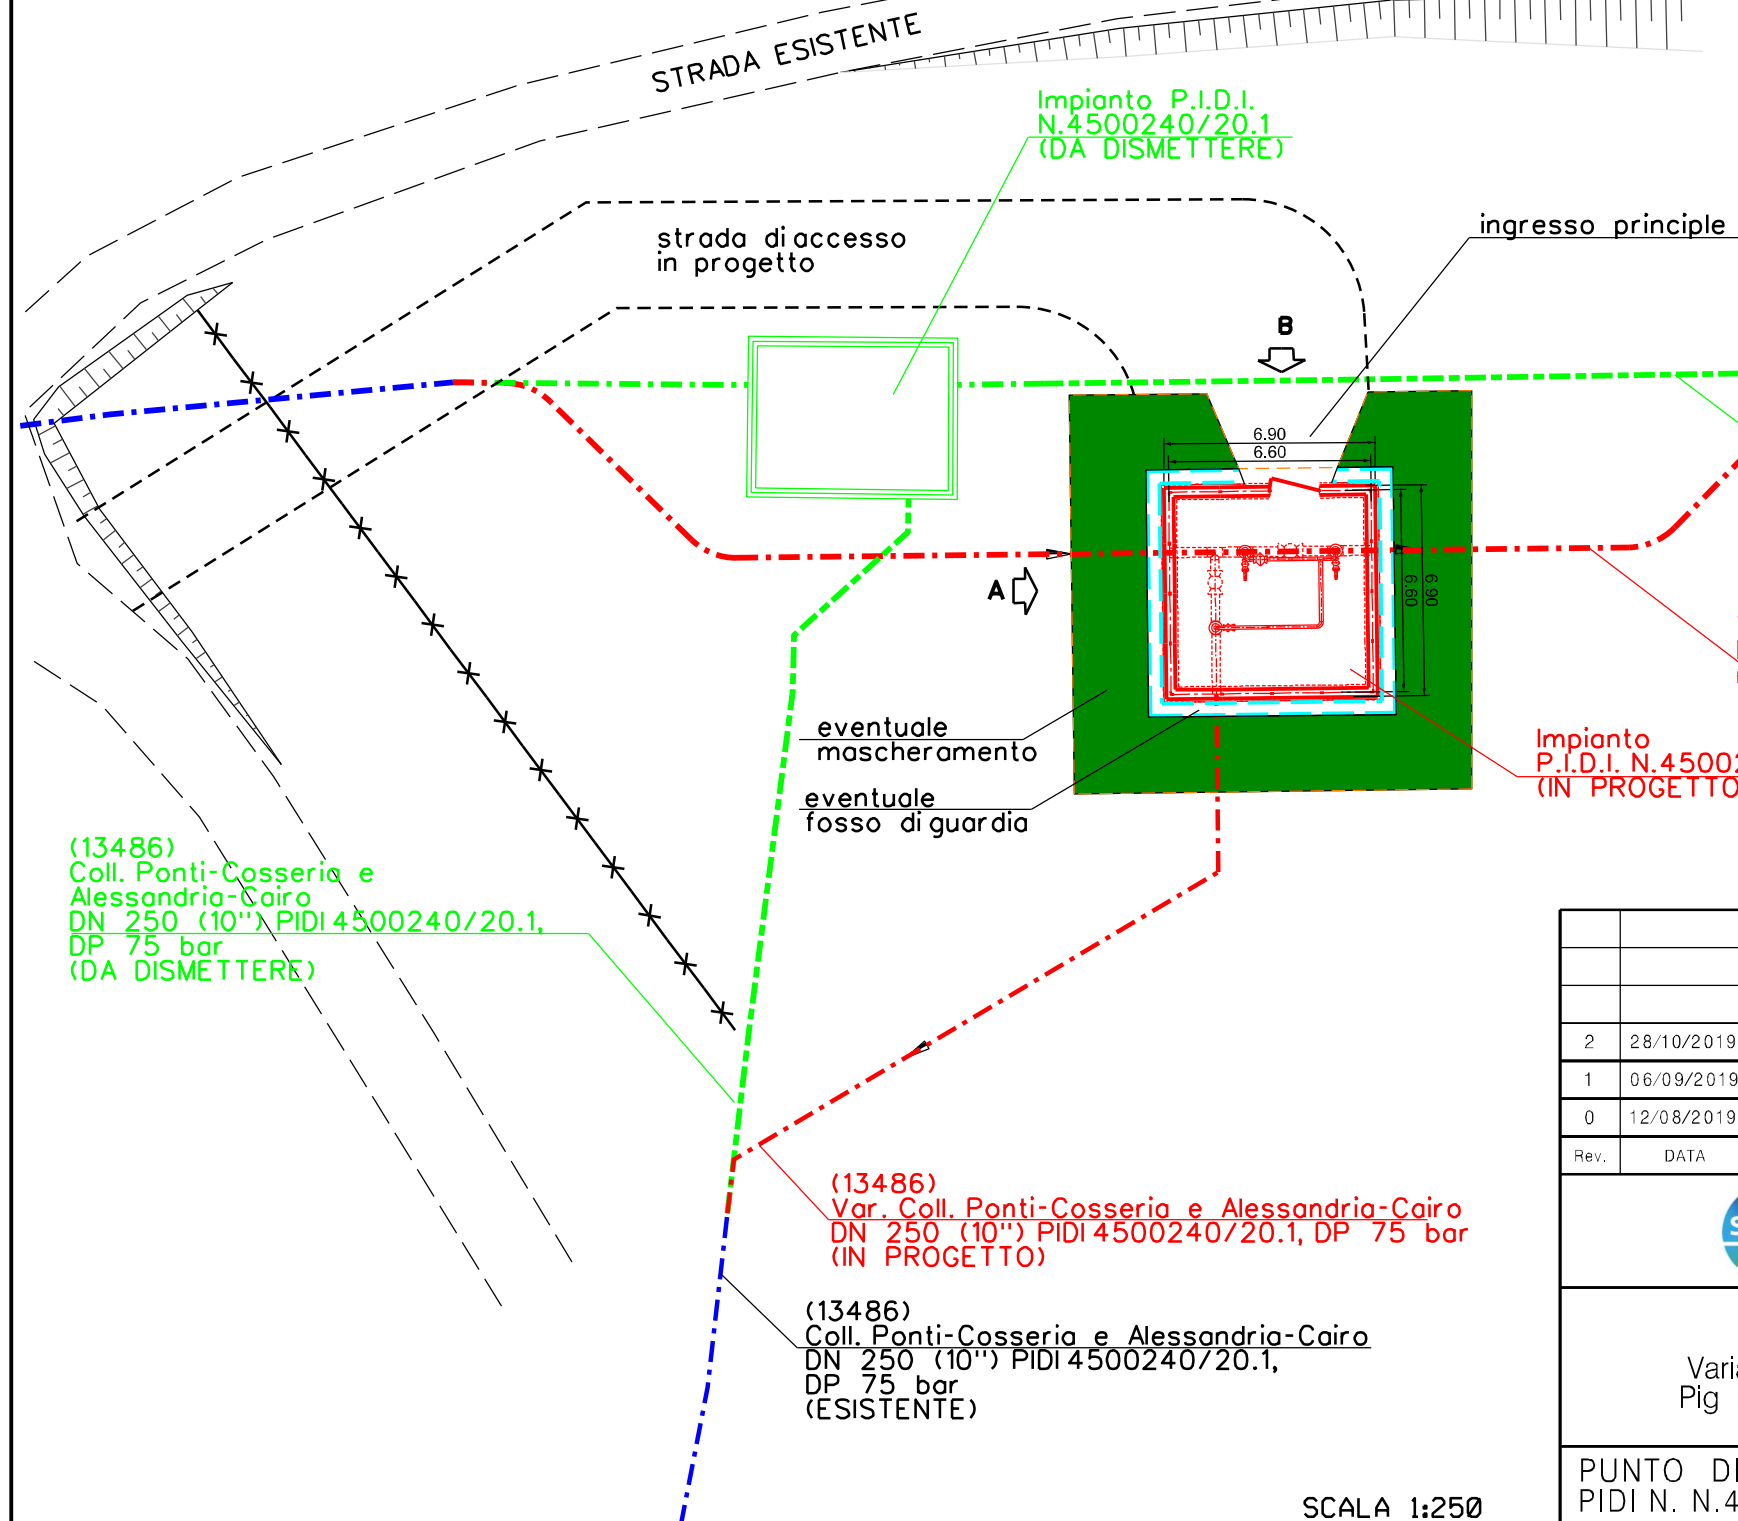 STRADA ESISTENTE
Impianto P.I.D.I.
N.4500240/20.1
(DA DISMETTERE)
strada di accesso
in progetto
ingresso principle
B
6.90
6.60
A
6.60
6.90
eventuale
mascheramento
eventuale
fosso di guardia
Impianto
P.I.D.I. N.4500
(IN PROGETTO
(13486)
Coll. Ponti-Cosseria e
Alessandria-Cairo
DN 250 (10'') PIDI 4500240/20.1,
DP 75 bar
(DA DISMETTERE)
(13486)
Var. Coll. Ponti-Cosseria e Alessandria-Cairo
DN 250 (10'') PIDI 4500240/20.1, DP 75 bar
(IN PROGETTO)
(13486)
Coll. Ponti-Cosseria e Alessandria-Cairo
DN 250 (10'') PIDI 4500240/20.1,
DP 75 bar
(ESISTENTE)
2 28/10/2019
1 06/09/2019
0 12/08/2019
Rev. DATA
S
Varia
Pig
PUNTO DI
PIDI N. N.4
SCALA 1:250